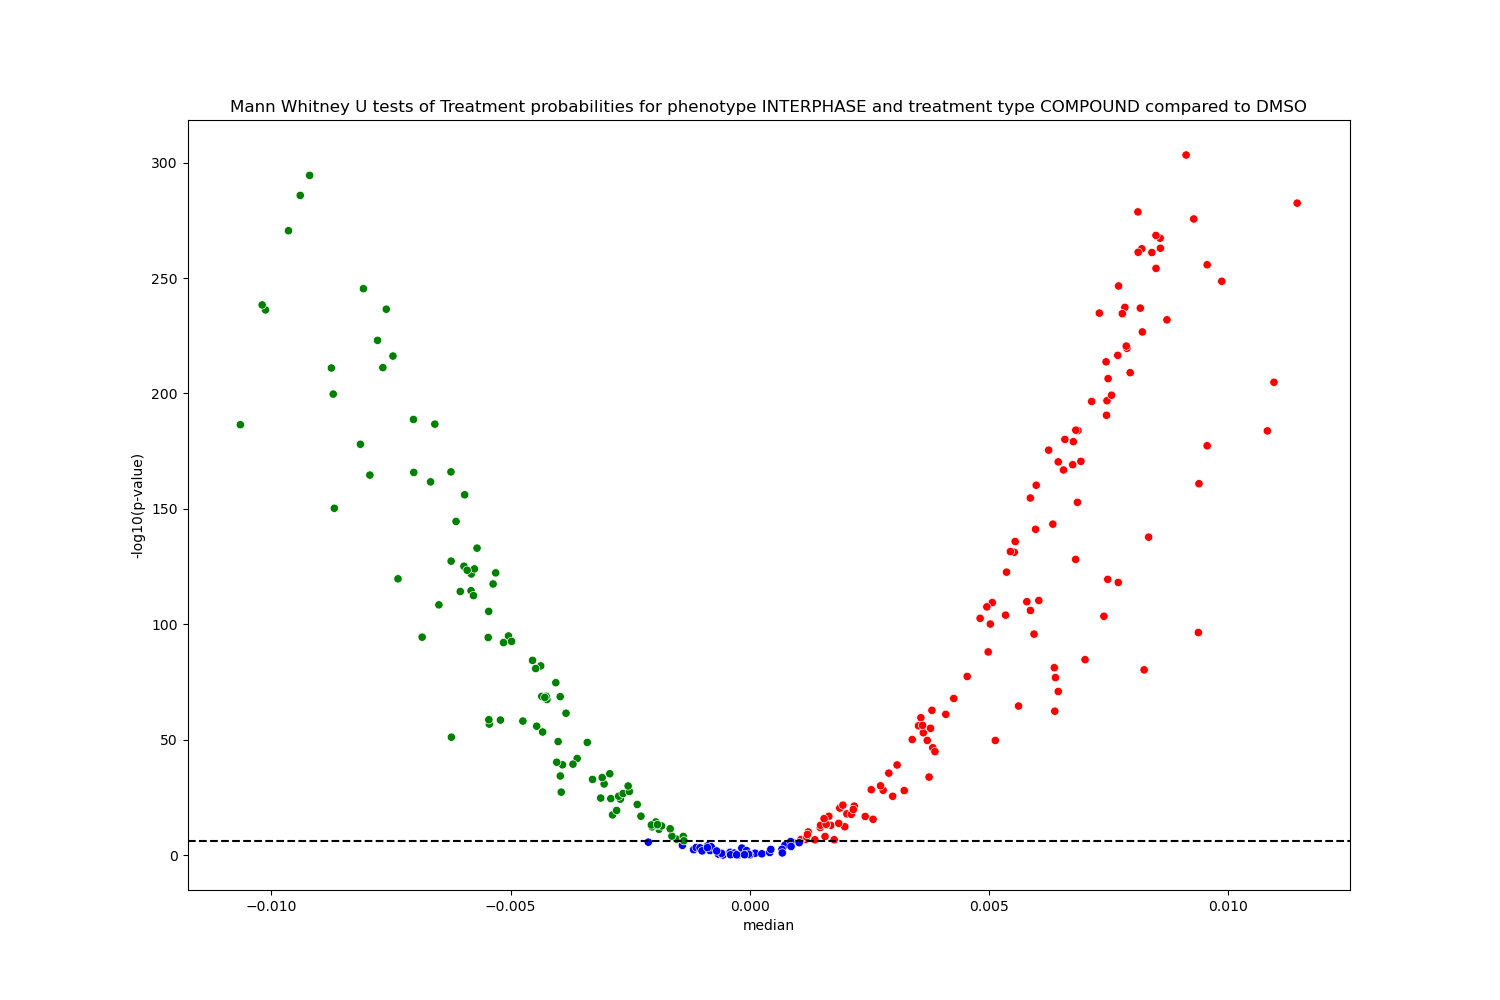 Mann Whitney U tests of Treatment probabilities for phenotype INTERPHASE and treatment type COMPOUND compared to DMSO
300
250
200
150
100
50
0
-log10(p-value)
−0.010 −0.005 0.000 0.005 0.010
median